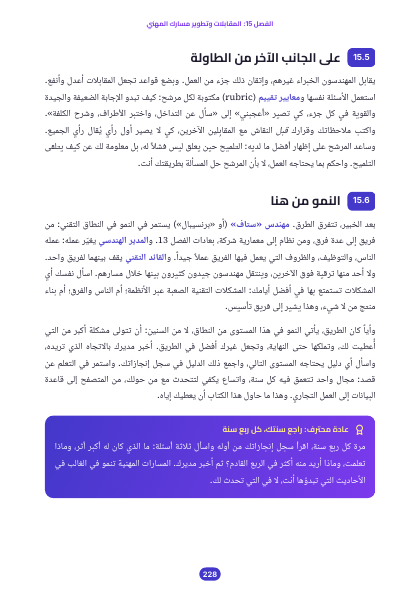 الفصل 15: المقابلات وتطوير مسارك المهني
15.5 على الجانب الآخر من الطاولة
يقابل المهندسون الخبراء غيرهم، وإتقان ذلك جزء من العمل. وبضع قواعد تجعل المقابلات أعدل وأنفع.
استعمل الأسئلة نفسها ومعايير تقييم (rubric) مكتوبة لكل مرشح: كيف تبدو الإجابة الضعيفة والجيدة
والقوية في كل جزء، كي تصير «أعجبني» إلى «سأل عن التداخل، واختبر الأطراف، وشرح الكلفة».
واكتب ملاحظاتك وقرارك قبل النقاش مع المقابِلين الآخرين، كي لا يصير أول رأي يُقال رأي الجميع.
وساعد المرشح على إظهار أفضل ما لديه: التلميح حين يعلق ليس فشلاً له، بل معلومة لك عن كيف يتلقى
التلميح. واحكم بما يحتاجه العمل، لا بأن المرشح حل المسألة بطريقتك أنت.
15.6 النمو من هنا
بعد الخبير، تتفرق الطرق. مهندس «ستاف» (أو «برنسيبال») يستمر في النمو في النطاق التقني: من
فريق إلى عدة فرق، ومن نظام إلى معمارية شركة، بعادات الفصل 13. والمدير الهندسي يغيّر عمله: عمله
الناس، والتوظيف، والظروف التي يعمل فيها الفريق عملاً جيداً. والقائد التقني يقف بينهما لفريق واحد.
ولا أحد منها ترقية فوق الآخرين، وينتقل مهندسون جيدون كثيرون بينها خلال مسارهم. اسأل نفسك أي
المشكلات تستمتع بها في أفضل أيامك: المشكلات التقنية الصعبة عبر الأنظمة؛ أم الناس والفرق؛ أم بناء
منتج من لا شيء، وهذا يشير إلى فريق تأسيس.
وأياً كان الطريق، يأتي النمو في هذا المستوى من النطاق، لا من السنين: أن تتولى مشكلة أكبر من التي
أُعطيت لك، وتملكها حتى النهاية، وتجعل غيرك أفضل في الطريق. أخبر مديرك بالاتجاه الذي تريده،
واسأل أي دليل يحتاجه المستوى التالي، واجمع ذلك الدليل في سجل إنجازاتك. واستمر في التعلم عن
قصد: مجال واحد تتعمق فيه كل سنة، واتساع يكفي لتتحدث مع من حولك، من المتصفح إلى قاعدة
البيانات إلى العمل التجاري. وهذا ما حاول هذا الكتاب أن يعطيك إياه.
عادة محترف: راجع سنتك، كل ربع سنة
مرة كل ربع سنة، اقرأ سجل إنجازاتك من أوله واسأل ثلاثة أسئلة: ما الذي كان له أكبر أثر، وماذا
تعلمت، وماذا أريد منه أكثر في الربع القادم؟ ثم أخبر مديرك. المسارات المهنية تنمو في الغالب في
الأحاديث التي تبدؤها أنت، لا في التي تحدث لك.
228